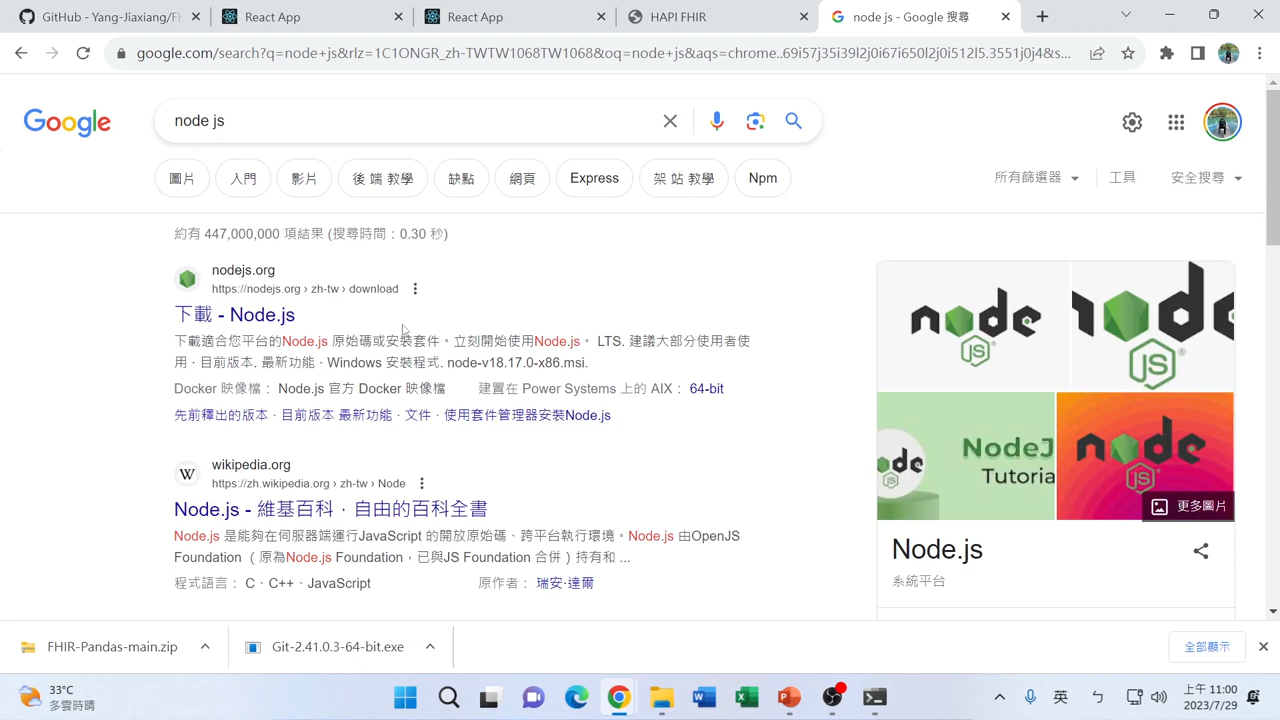 GitHub - Yang-Jiaxiang/FH
React App
React App
HAPI FHIR
node js - Google 搜尋
google.com/search?q=node+js&rlz=1C1ONGR_zh-TWTW1068TW1068&oq=node+js&aqs=chrome..69i57j35i39l2j0i67i650l2j0i512l5.3551j0j4&s...
Google
node js
圖片
入門
影片
後 端 教學
缺點
網頁
Express
架 站 教學
Npm
所有篩選器
工具
安全搜尋
約有 447,000,000 項結果 (搜尋時間：0.30 秒)
nodejs.org
https://nodejs.org › zh-tw › download
下載 - Node.js
下載適合您平台的Node.js 原始碼或安裝套件。立刻開始使用Node.js。 LTS. 建議大部分使用者使
用 · 目前版本. 最新功能 · Windows 安裝程式. node-v18.17.0-x86.msi.
Docker 映像檔： Node.js 官方 Docker 映像檔
建置在 Power Systems 上的 AIX： 64-bit
先前釋出的版本 · 目前版本 最新功能 · 文件 · 使用套件管理器安裝Node.js
W
wikipedia.org
https://zh.wikipedia.org › zh-tw › Node
Node.js - 維基百科，自由的百科全書
Node.js 是能夠在伺服器端運行JavaScript 的開放原始碼、跨平台執行環境。Node.js 由OpenJS
Foundation （原為Node.js Foundation，已與JS Foundation 合併）持有和 ...
程式語言： C、C++、JavaScript
原作者： 瑞安·達爾
node
JS
node
JS
node
JS
NodeJ
Tutoria
node
JS
更多圖片
Node.js
系統平台
FHIR-Pandas-main.zip
Git-2.41.0.3-64-bit.exe
全部顯示
33°C
多雲時晴
英
ㄅ
上午 11:00
2023/7/29